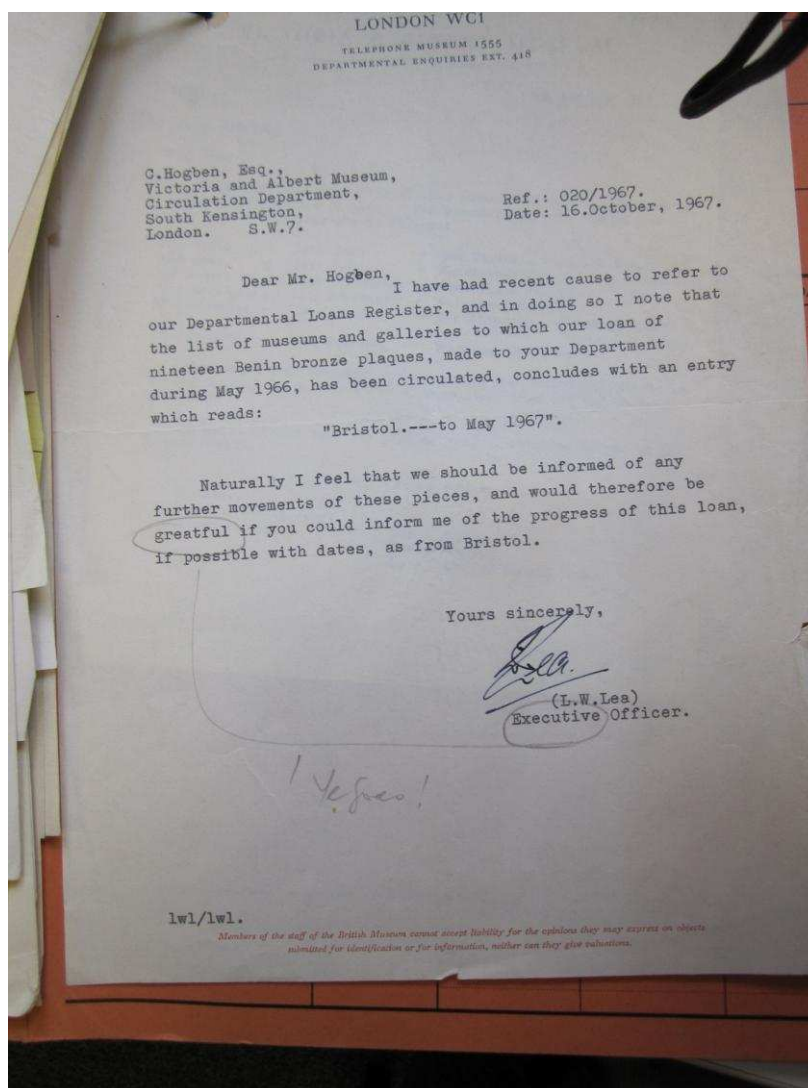 LONDON WC1
TELEPHONE MUSEUM 1555
DEPARTMENTAL ENQUIRIES EXT. 418
C.Hogben, Esq.,
Victoria and Albert Museum,
Circulation Department,
South Kensington,
London. S.W.7.
Ref.: 020/1967.
Date: 16.October, 1967.
Dear Mr. Hogben,
I have had recent cause to refer to
our Departmental Loans Register, and in doing so I note that
the list of museums and galleries to which our loan of
nineteen Benin bronze plaques, made to your Department
during May 1966, has been circulated, concludes with an entry
which reads:
"Bristol.---to May 1967".
Naturally I feel that we should be informed of any
further movements of these pieces, and would therefore be
greatful if you could inform me of the progress of this loan,
if possible with dates, as from Bristol.
Yours sincerely,
Lea.
(L.W.Lea)
Executive Officer.
! Ye
lwl/lwl.
Members of the staff of the British Museum cannot accept liability for the opinions they may express on objects
submitted for identification or for information, neither can they give valuations.